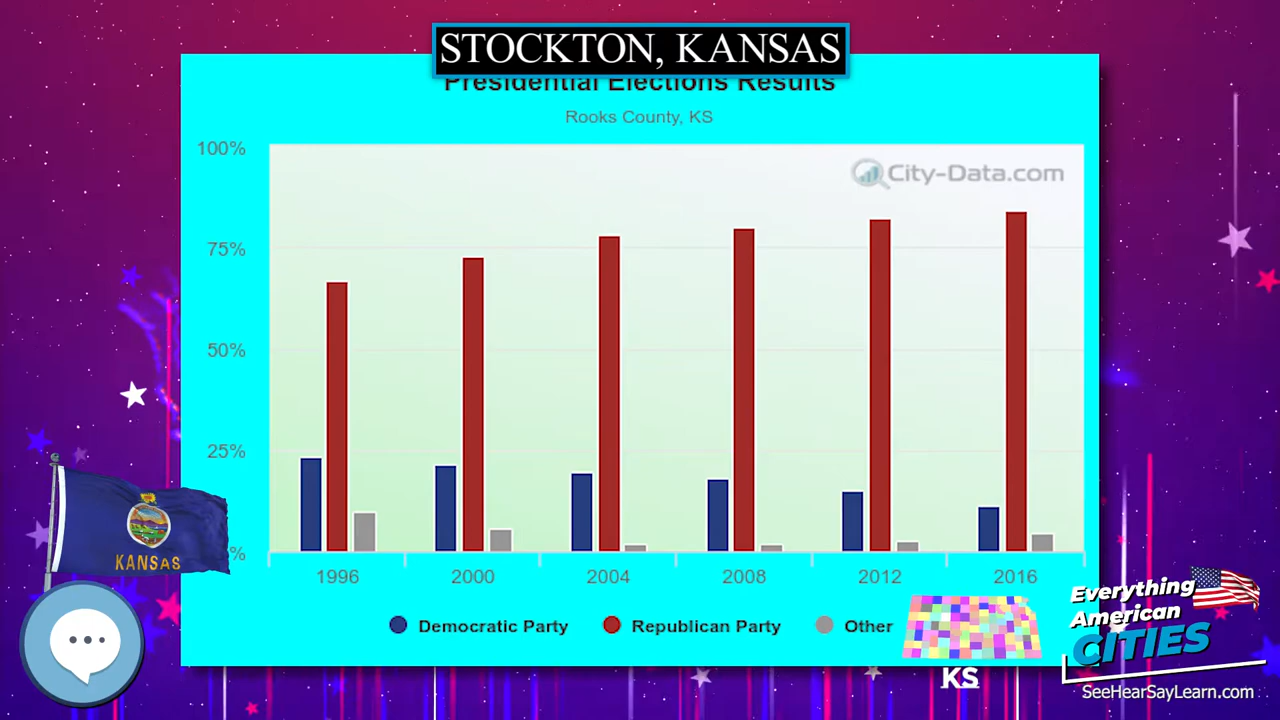 STOCKTON, KANSAS
Presidential Elections Results
Rooks County, KS
City-Data.com
100%
75%
50%
25%
%
1996 2000 2004 2008 2012 2016
Democratic Party Republican Party Other
KANSAS
KS
Everything
American
CITIES
SeeHearSayLearn.com